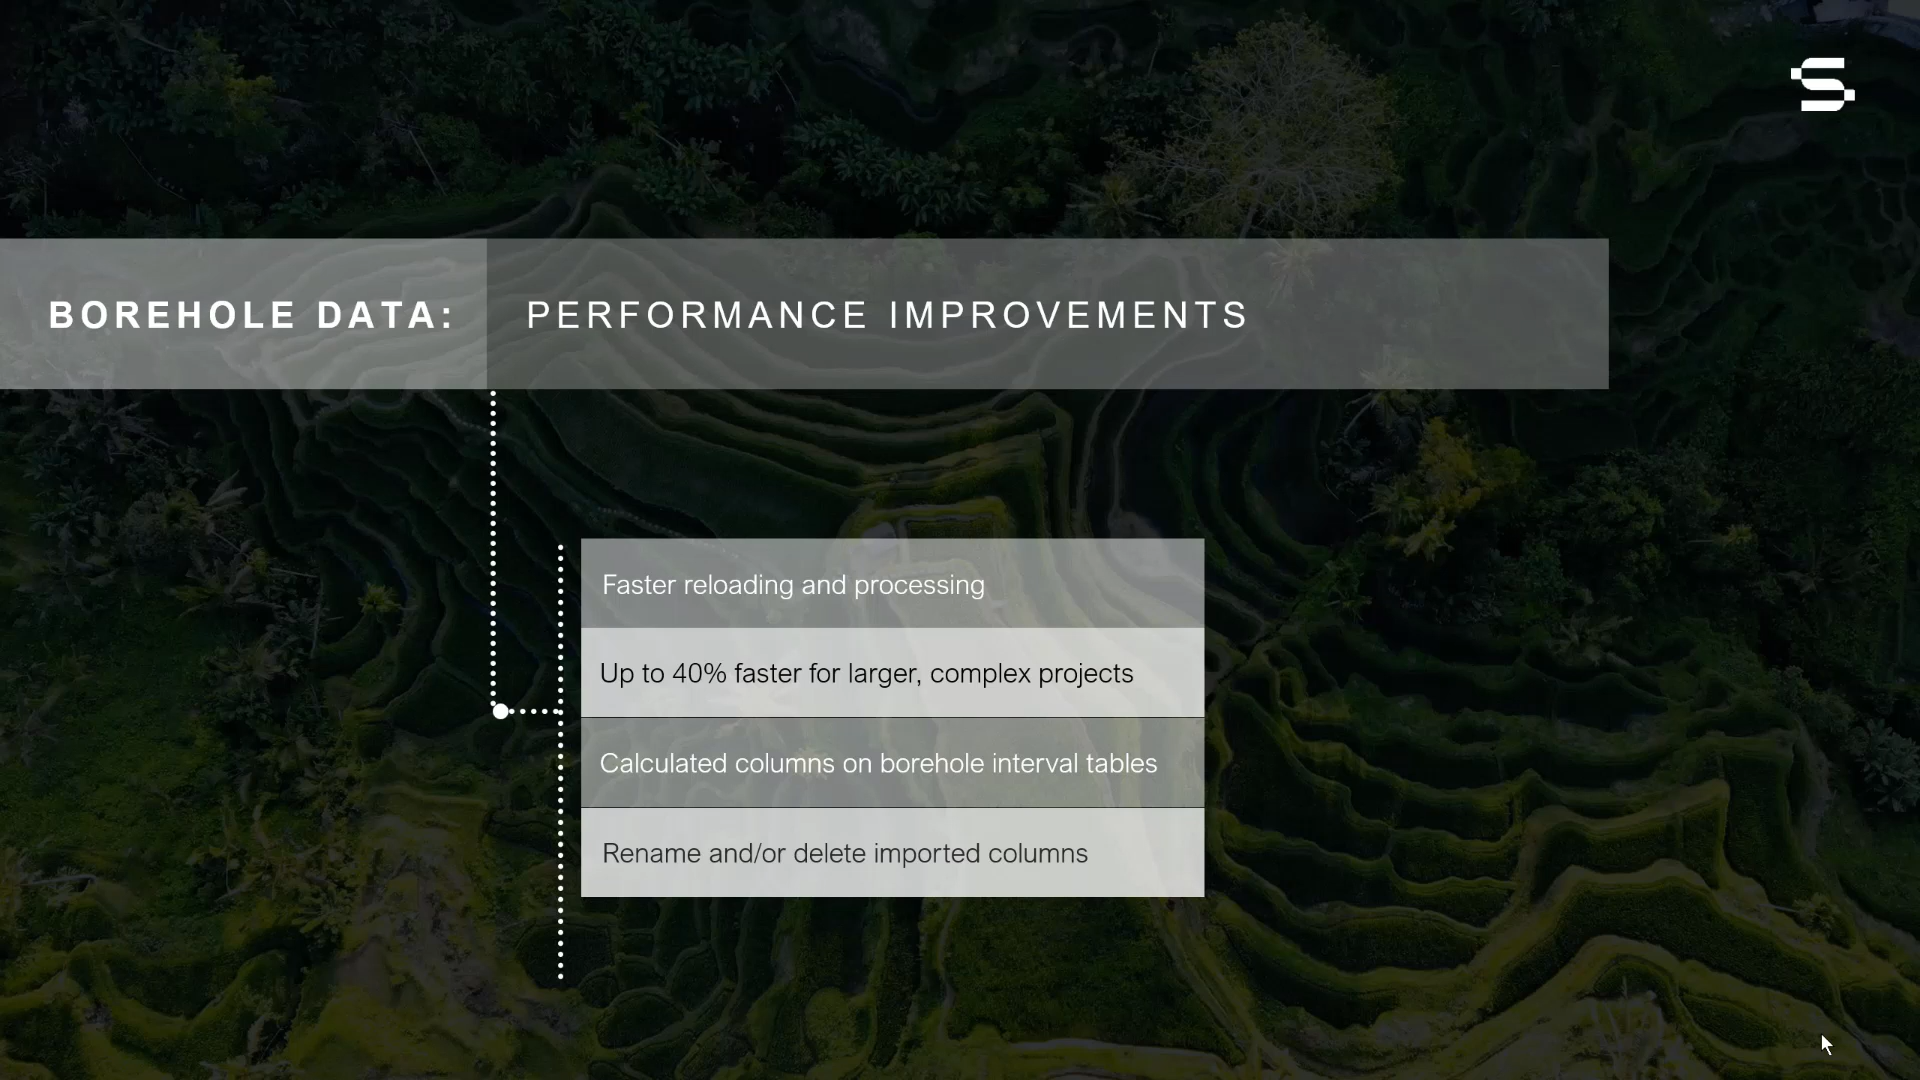 BOREHOLE DATA: PERFORMANCE IMPROVEMENTS
Faster reloading and processing
Up to 40% faster for larger, complex projects
Calculated columns on borehole interval tables
Rename and/or delete imported columns